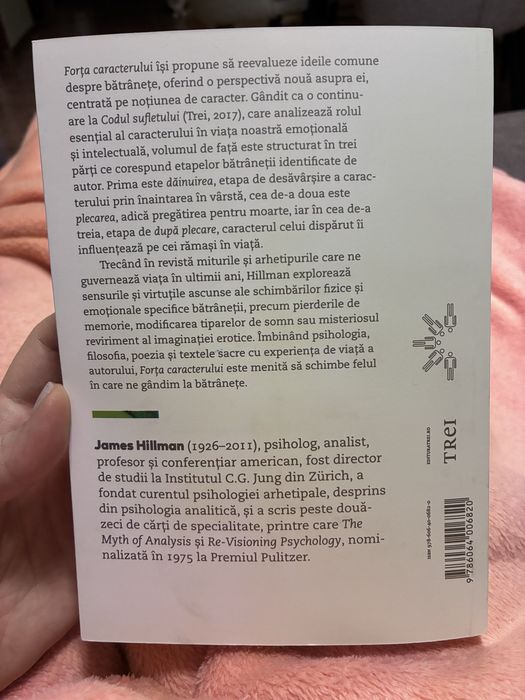 Forța caracterului își propune să reevalueze ideile comune
despre bătrânețe, oferind o perspectivă nouă asupra ei,
centrată pe noțiunea de caracter. Gândit ca o continu-
are la Codul sufletului (Trei, 2017), care analizează rolul
esențial al caracterului în viața noastră emoțională
și intelectuală, volumul de față este structurat în trei
părți ce corespund etapelor bătrâneții identificate de
autor. Prima este dăinuirea, etapa de desăvârșire a carac-
terului prin înaintarea în vârstă, cea de-a doua este
plecarea, adică pregătirea pentru moarte, iar în cea de-a
treia, etapa de după plecare, caracterul celui dispărut îi
influențează pe cei rămași în viață.
Trecând în revistă miturile și arhetipurile care ne
guvernează viața în ultimii ani, Hillman explorează
sensurile și virtuțile ascunse ale schimbărilor fizice și
emoționale specifice bătrâneții, precum pierderile de
memorie, modificarea tiparelor de somn sau misteriosul
reviriment al imaginației erotice. Îmbinând psihologia,
filosofia, poezia și textele sacre cu experiența de viață a
autorului, Forța caracterului este menită să schimbe felul
în care ne gândim la bătrânețe.
James Hillman (1926–2011), psiholog, analist,
profesor și conferențiar american, fost director
de studii la Institutul C.G. Jung din Zürich, a
fondat curentul psihologiei arhetipale, desprins
din psihologia analitică, și a scris peste două-
zeci de cărți de specialitate, printre care The
Myth of Analysis și Re-Visioning Psychology, nomi-
nalizată în 1975 la Premiul Pulitzer.
EDITURATREI.RO
TREI
ISBN 978-606-40-0682-0
9 786064 006820